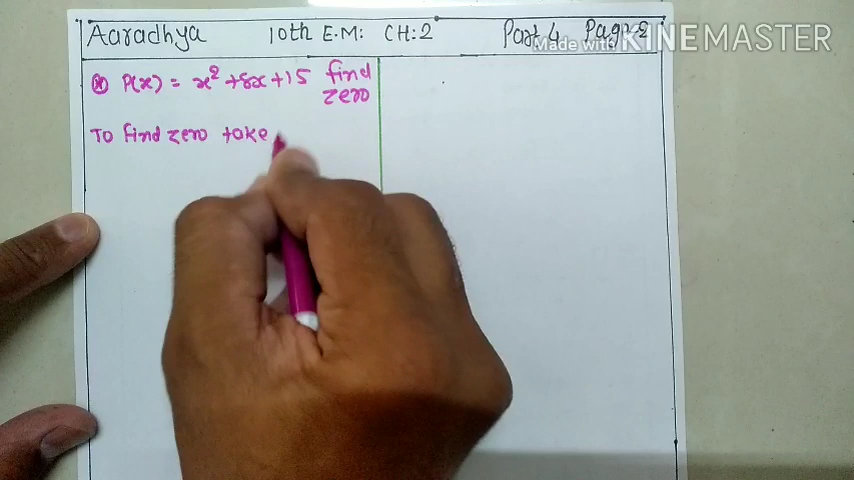 Aaradhya 10th E.M: CH:2 Part 4 Page-2
Made with KINEMASTER
* P(x) = x² + 8x + 15 find
zero
To find zero take